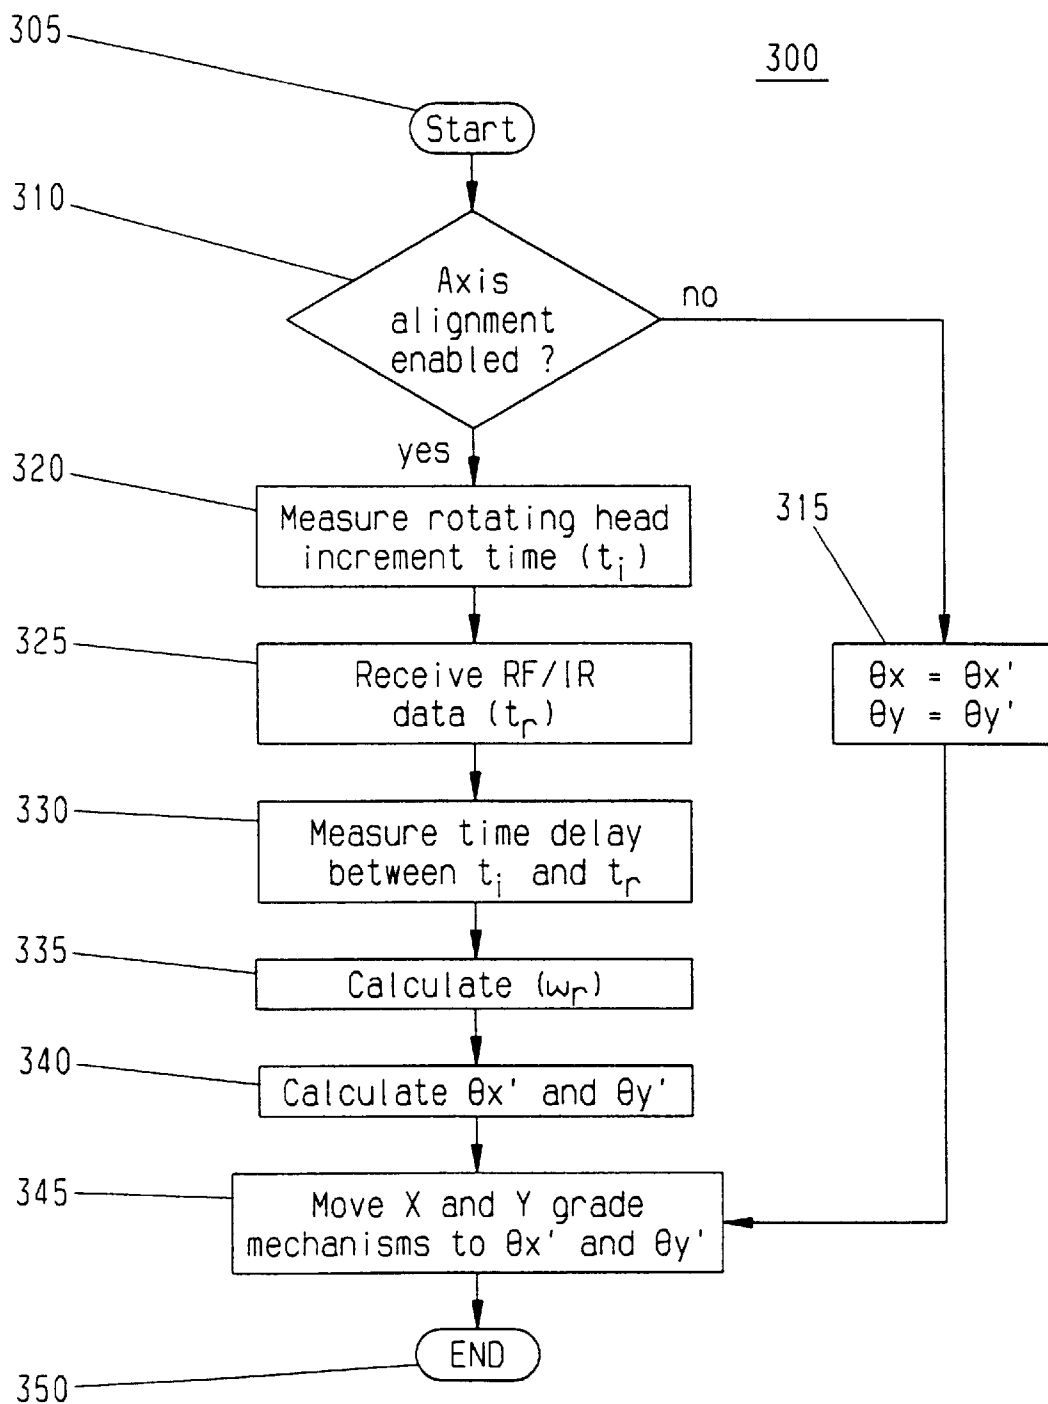 305
300
Start
310
Axis
alignment
enabled ?
no
yes
320
Measure rotating head
increment time (tᵢ)
315
325
Receive RF/IR
data (tᵣ)
θx = θx'
θy = θy'
330
Measure time delay
between tᵢ and tᵣ
335
Calculate (ωᵣ)
340
Calculate θx' and θy'
345
Move X and Y grade
mechanisms to θx' and θy'
END
350